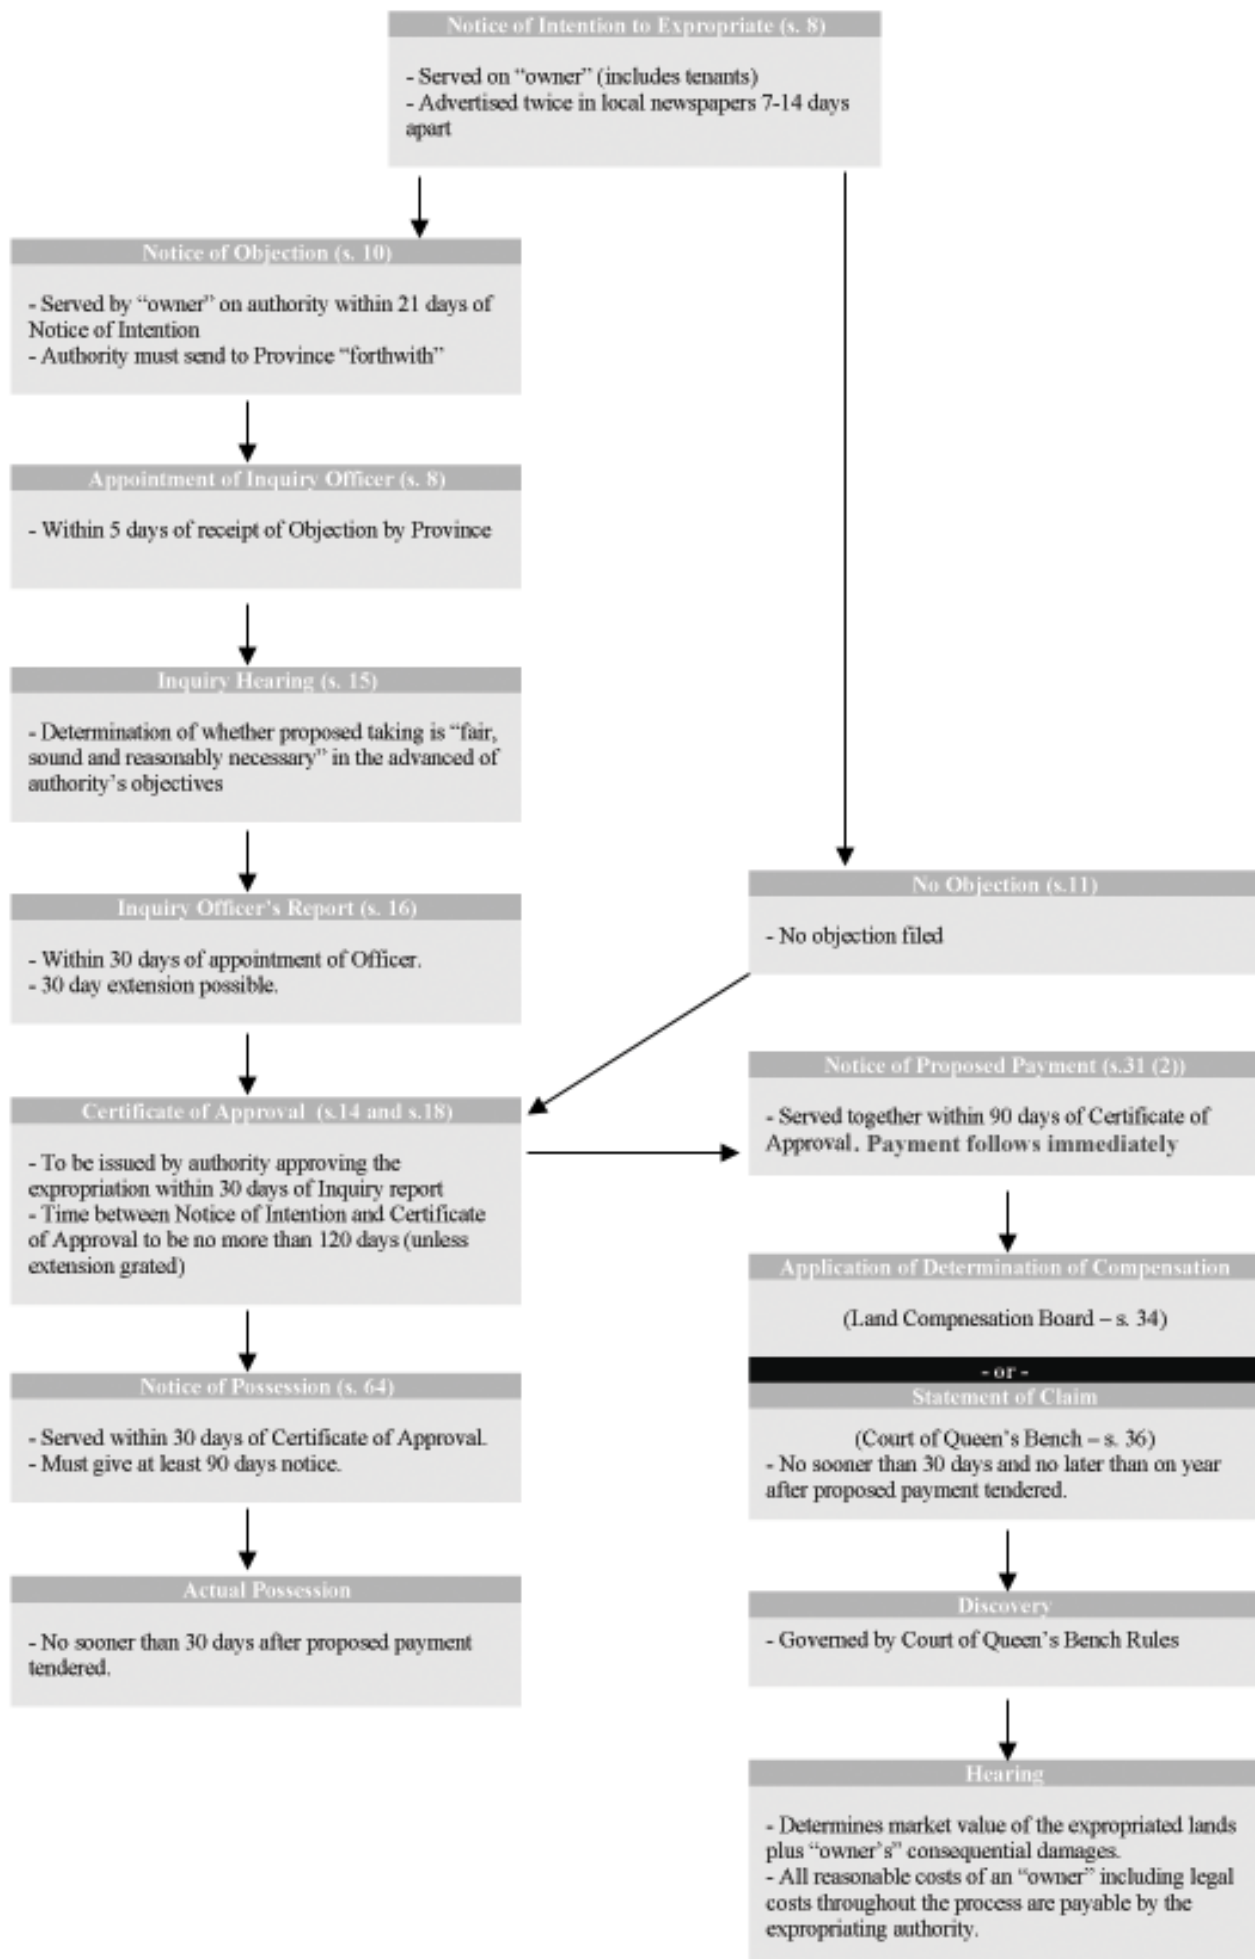 Notice of Intention to Expropriate (s. 8)
- Served on “owner” (includes tenants)
- Advertised twice in local newspapers 7-14 days
apart
Notice of Objection (s. 10)
- Served by “owner” on authority within 21 days of
Notice of Intention
- Authority must send to Province “forthwith”
Appointment of Inquiry Officer (s. 8)
- Within 5 days of receipt of Objection by Province
Inquiry Hearing (s. 15)
- Determination of whether proposed taking is “fair,
sound and reasonably necessary” in the advanced of
authority’s objectives
Inquiry Officer’s Report (s. 16)
- Within 30 days of appointment of Officer.
- 30 day extension possible.
No Objection (s.11)
- No objection filed
Certificate of Approval (s.14 and s.18)
- To be issued by authority approving the
expropriation within 30 days of Inquiry report
- Time between Notice of Intention and Certificate
of Approval to be no more than 120 days (unless
extension grated)
Notice of Possession (s. 64)
- Served within 30 days of Certificate of Approval.
- Must give at least 90 days notice.
Actual Possession
- No sooner than 30 days after proposed payment
tendered.
Notice of Proposed Payment (s.31 (2))
- Served together within 90 days of Certificate of
Approval. Payment follows immediately
Application of Determination of Compensation
(Land Compnesation Board – s. 34)
- or -
Statement of Claim
(Court of Queen’s Bench – s. 36)
- No sooner than 30 days and no later than on year
after proposed payment tendered.
Discovery
- Governed by Court of Queen’s Bench Rules
Hearing
- Determines market value of the expropriated lands
plus “owner’s” consequential damages.
- All reasonable costs of an “owner” including legal
costs throughout the process are payable by the
expropriating authority.